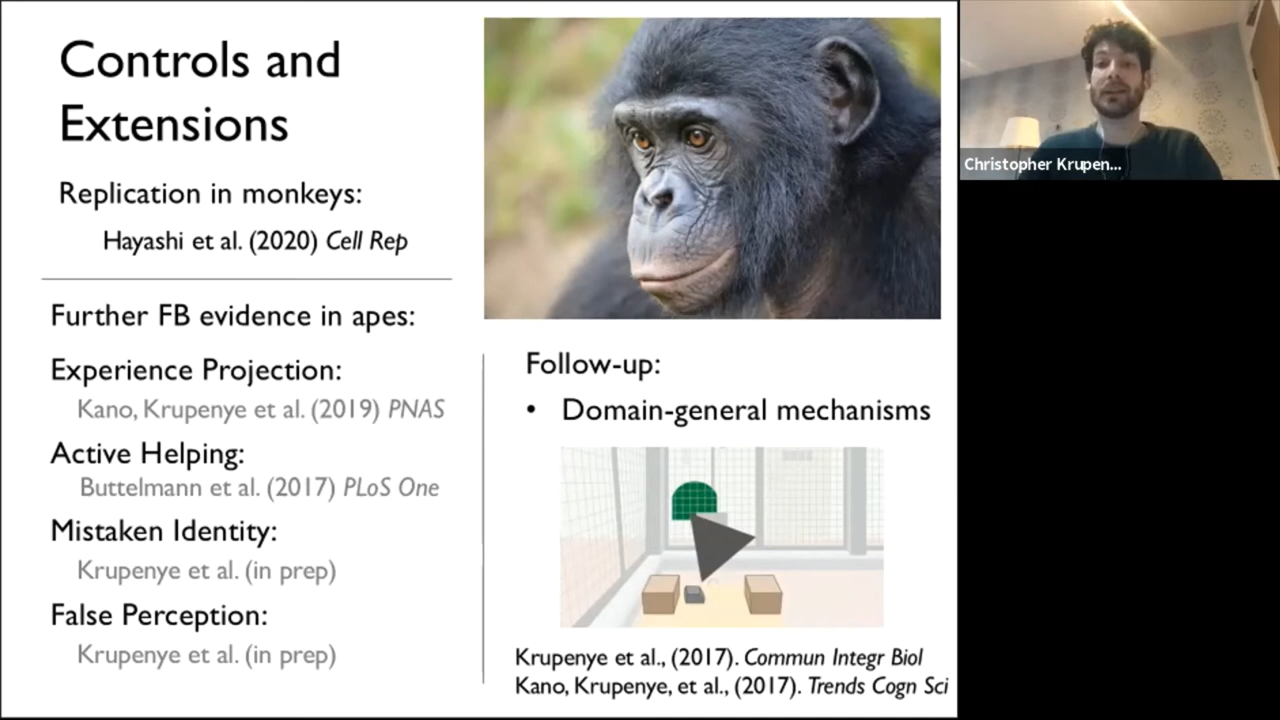 Controls and
Extensions
Replication in monkeys:
Hayashi et al. (2020) Cell Rep
Further FB evidence in apes:
Experience Projection:
Kano, Krupenye et al. (2019) PNAS
Active Helping:
Buttelmann et al. (2017) PLoS One
Mistaken Identity:
Krupenye et al. (in prep)
False Perception:
Krupenye et al. (in prep)
Follow-up:
• Domain-general mechanisms
Krupenye et al., (2017). Commun Integr Biol
Kano, Krupenye, et al., (2017). Trends Cogn Sci
Christopher Krupen...